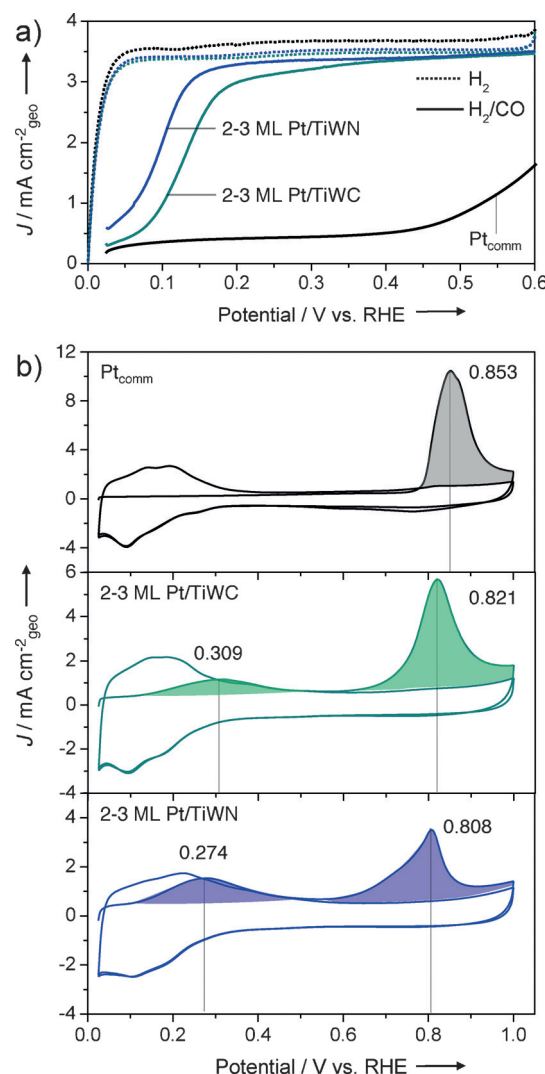 a)
4
3
2
1
0
J / mA cm⁻²geo
H₂
H₂/CO
2-3 ML Pt/TiWN
2-3 ML Pt/TiWC
Ptcomm
0.0 0.1 0.2 0.3 0.4 0.5 0.6
Potential / V vs. RHE
b)
12
8
4
0
-4
Ptcomm
0.853
6
4
2
0
-2
-4
2-3 ML Pt/TiWC
0.821
0.309
J / mA cm⁻²geo
4
2
0
-2
-4
2-3 ML Pt/TiWN
0.808
0.274
0.0 0.2 0.4 0.6 0.8 1.0
Potential / V vs. RHE